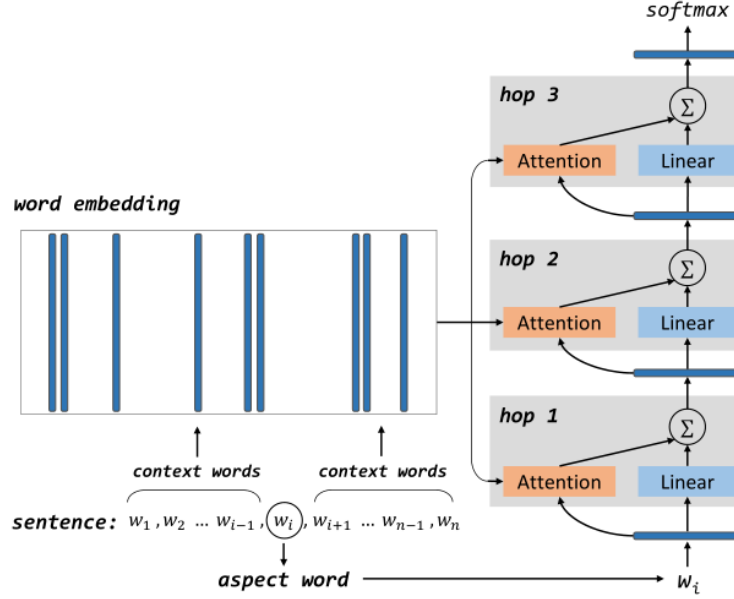 softmax
hop 3
Σ
Attention
Linear
word embedding
hop 2
Σ
Attention
Linear
hop 1
Σ
context words
context words
Attention
Linear
sentence: w₁ , w₂ … wᵢ₋₁ , wᵢ , wᵢ₊₁ … wₙ₋₁ , wₙ
aspect word
wᵢ